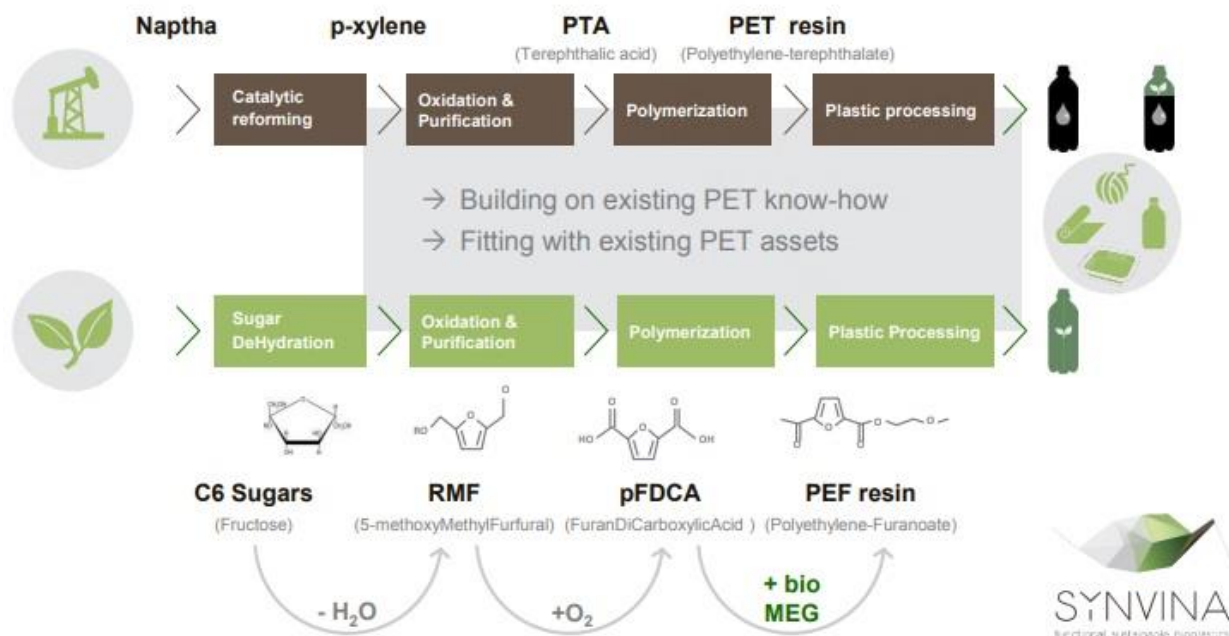 Naptha
p-xylene
PTA
PET resin
(Terephthalic acid)
(Polyethylene-terephthalate)
Catalytic
reforming
Oxidation &
Purification
Polymerization
Plastic processing
→ Building on existing PET know-how
→ Fitting with existing PET assets
Sugar
DeHydration
Oxidation &
Purification
Polymerization
Plastic Processing
O
RO
O
O
O
O
HO
O
OH
O
O
O
O
O
C6 Sugars
RMF
pFDCA
PEF resin
(Fructose)
(5-methoxyMethylFurfural)
(FuranDiCarboxylicAcid )
(Polyethylene-Furanoate)
- H₂O
+O₂
+ bio
MEG
SYNVINA